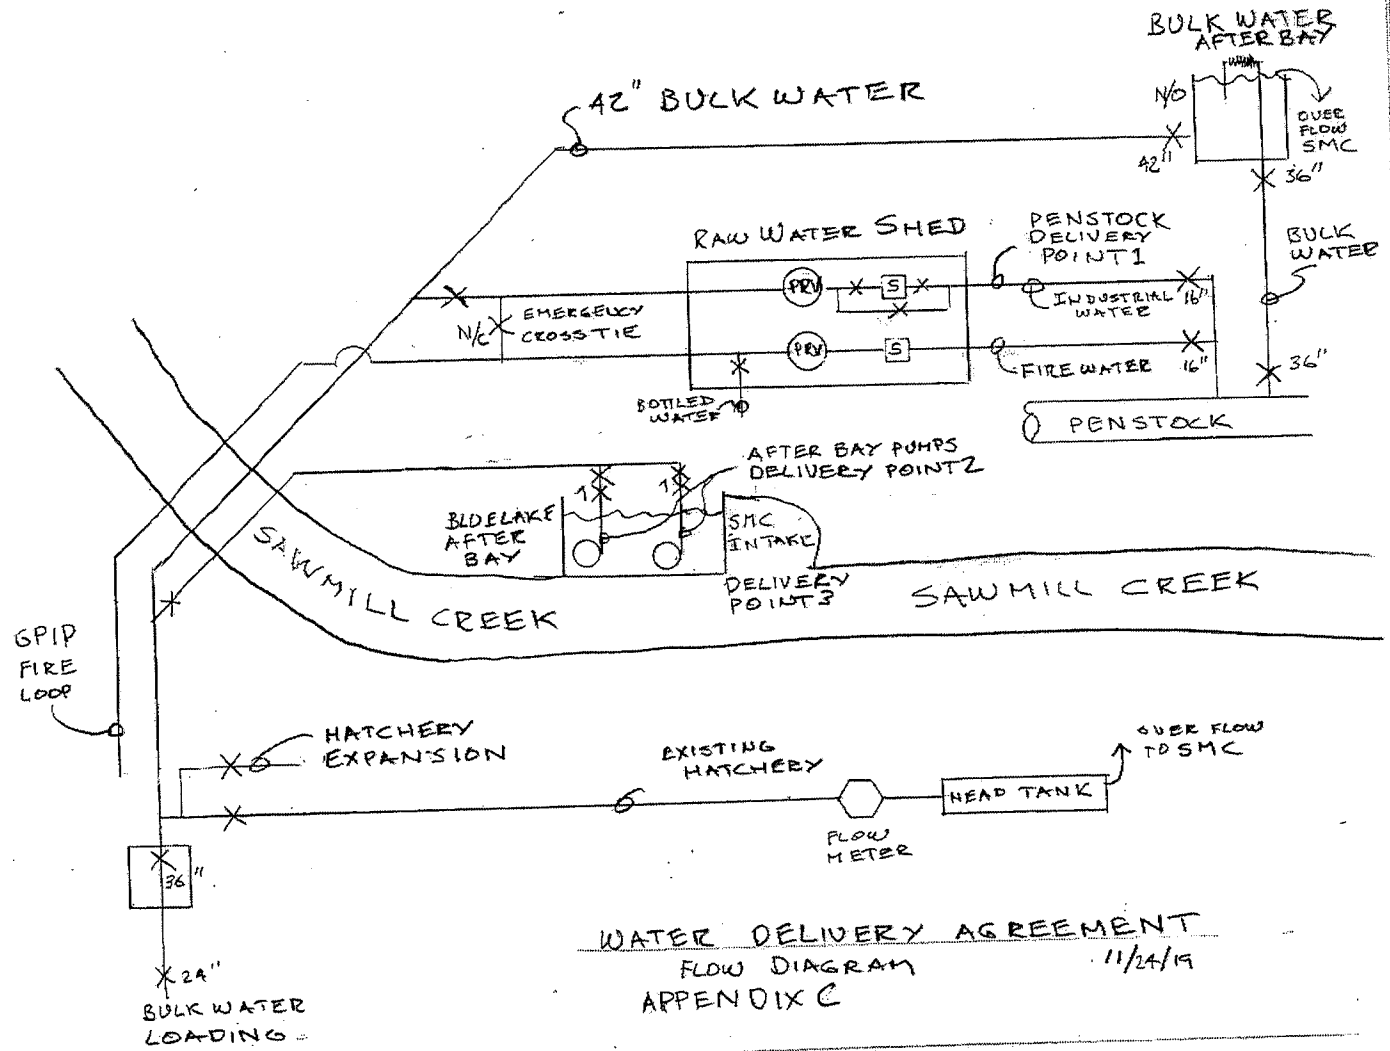 BULK WATER
AFTER BAY
42" BULK WATER
N/O
OVER
FLOW
SMC
42"
36"
RAW WATER SHED
PENSTOCK
DELIVERY
POINT 1
BULK
WATER
PRV
S
INDUSTRIAL
WATER
16"
N/C
EMERGENCY
CROSS TIE
PRV
S
FIRE WATER
16"
36"
BOTTLED
WATER
PENSTOCK
AFTER BAY PUMPS
DELIVERY POINT 2
BLUELAKE
AFTER
BAY
SMC
INTAKE
DELIVERY
POINT 3
SAWMILL CREEK
SAWMILL CREEK
GPIP
FIRE
LOOP
HATCHERY
EXPANSION
EXISTING
HATCHERY
OVER FLOW
TO SMC
HEAD TANK
FLOW
METER
36"
24"
BULK WATER
LOADING
WATER DELIVERY AGREEMENT
FLOW DIAGRAM
11/24/19
APPENDIX C